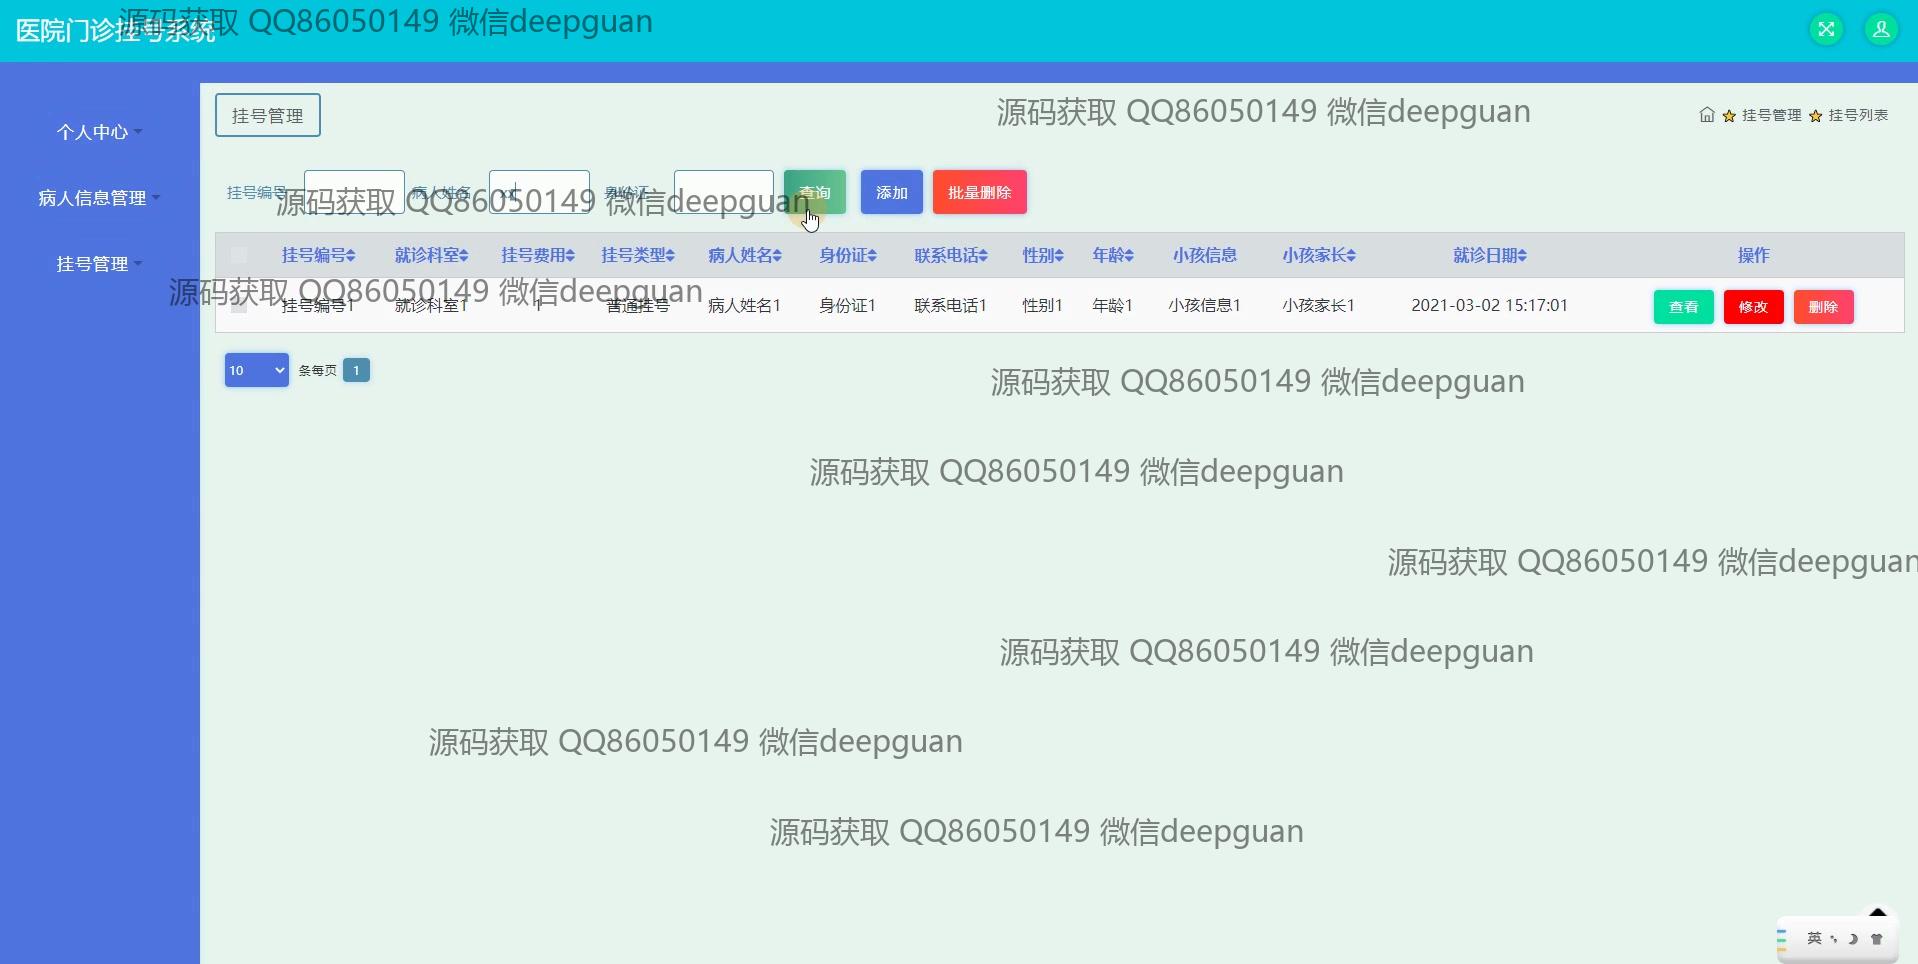 医院门诊挂号系统
源码获取 QQ86050149 微信deepguan
挂号管理
源码获取 QQ86050149 微信deepguan
挂号管理 挂号列表
个人中心
病人信息管理
挂号管理
挂号编号 病人姓名 xx 身份证 查询 添加 批量删除
源码获取 QQ86050149 微信deepguan
挂号编号 就诊科室 挂号费用 挂号类型 病人姓名 身份证 联系电话 性别 年龄 小孩信息 小孩家长 就诊日期 操作
源码获取 QQ86050149 微信deepguan
挂号编号1 就诊科室1 1 普通挂号 病人姓名1 身份证1 联系电话1 性别1 年龄1 小孩信息1 小孩家长1 2021-03-02 15:17:01 查看 修改 删除
10 条每页 1
源码获取 QQ86050149 微信deepguan
源码获取 QQ86050149 微信deepguan
源码获取 QQ86050149 微信deepguan
源码获取 QQ86050149 微信deepguan
源码获取 QQ86050149 微信deepguan
源码获取 QQ86050149 微信deepguan
英